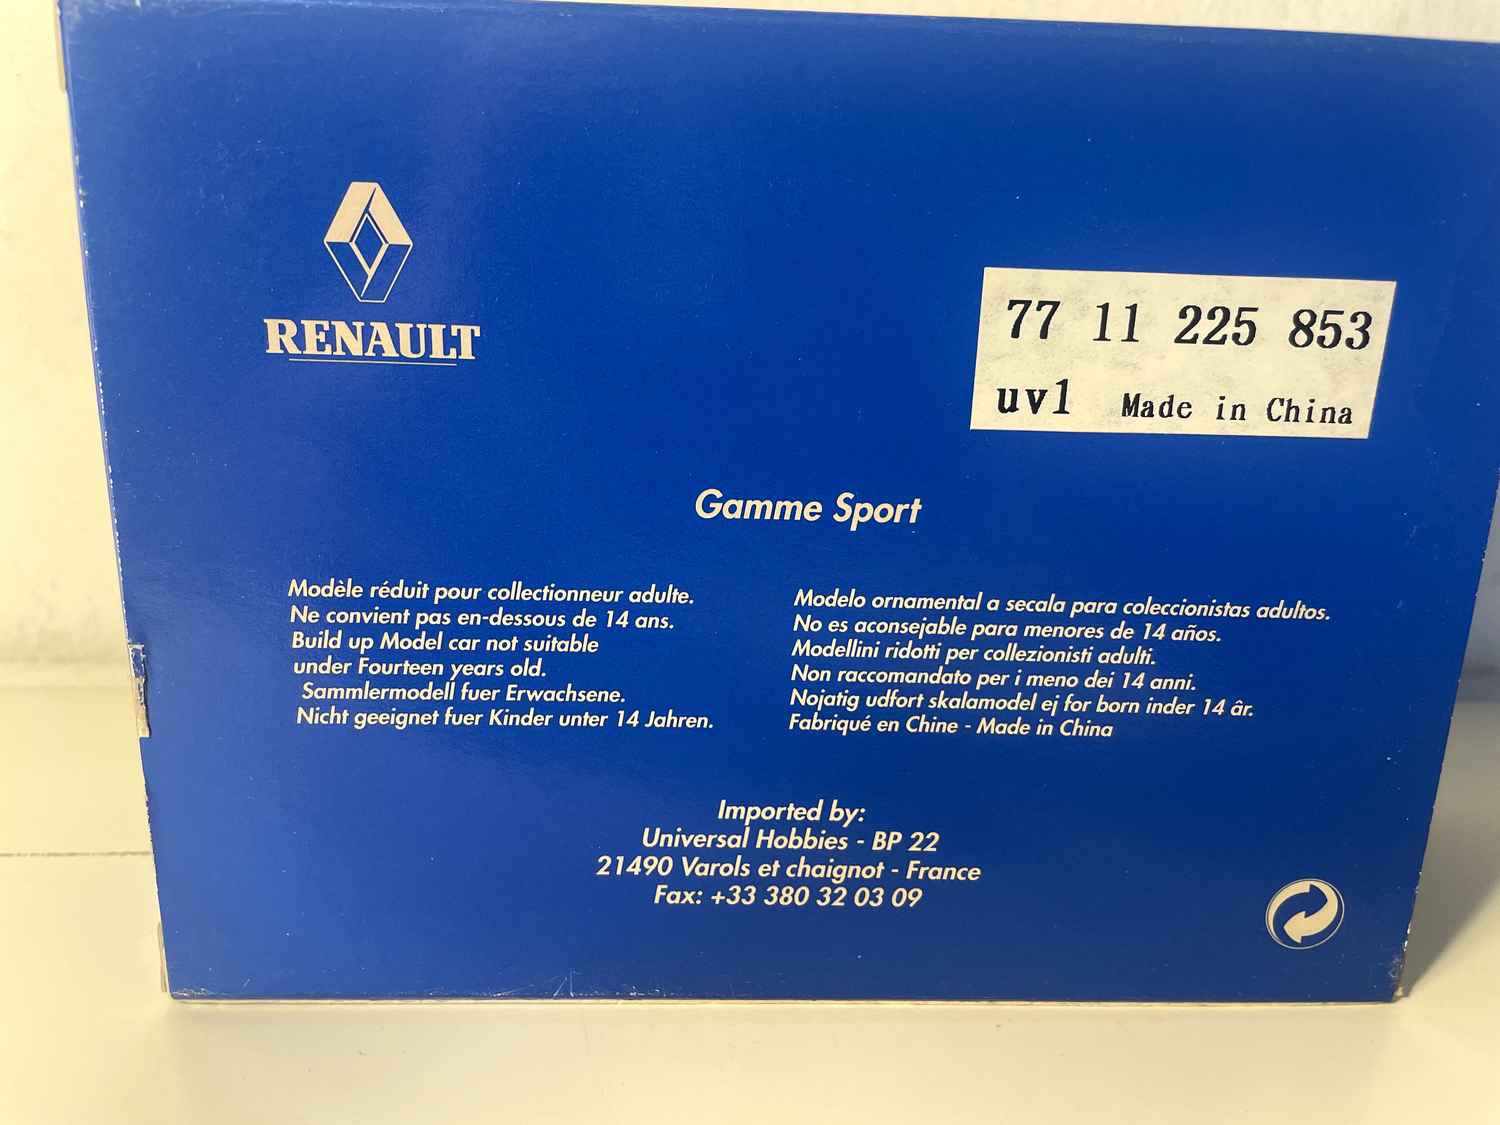 RENAULT
77 11 225 853
uv1 Made in China
Gamme Sport
Modèle réduit pour collectionneur adulte.
Ne convient pas en-dessous de 14 ans.
Build up Model car not suitable
under Fourteen years old.
Sammlermodell fuer Erwachsene.
Nicht geeignet fuer Kinder unter 14 Jahren.
Modelo ornamental a secala para coleccionistas adultos.
No es aconsejable para menores de 14 años.
Modellini ridotti per collezionisti adulti.
Non raccomandato per i meno dei 14 anni.
Nojatig udfort skalamodel ej for born inder 14 âr.
Fabriqué en Chine - Made in China
Imported by:
Universal Hobbies - BP 22
21490 Varols et chaignot - France
Fax: +33 380 32 03 09